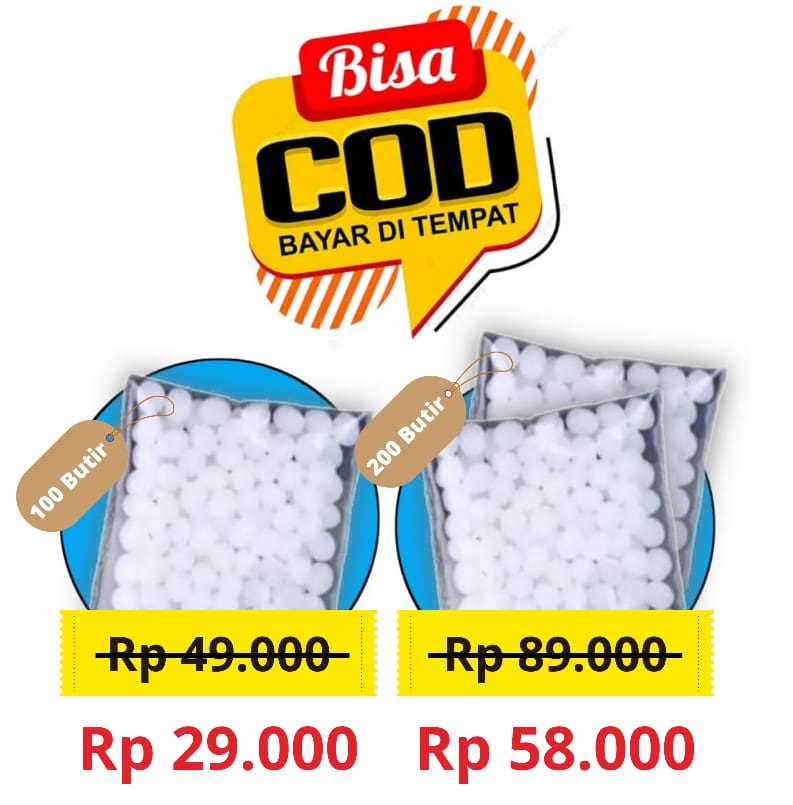 Bisa
COD
BAYAR DI TEMPAT
100 Butir
200 Butir
Rp 49.000
Rp 89.000
Rp 29.000
Rp 58.000